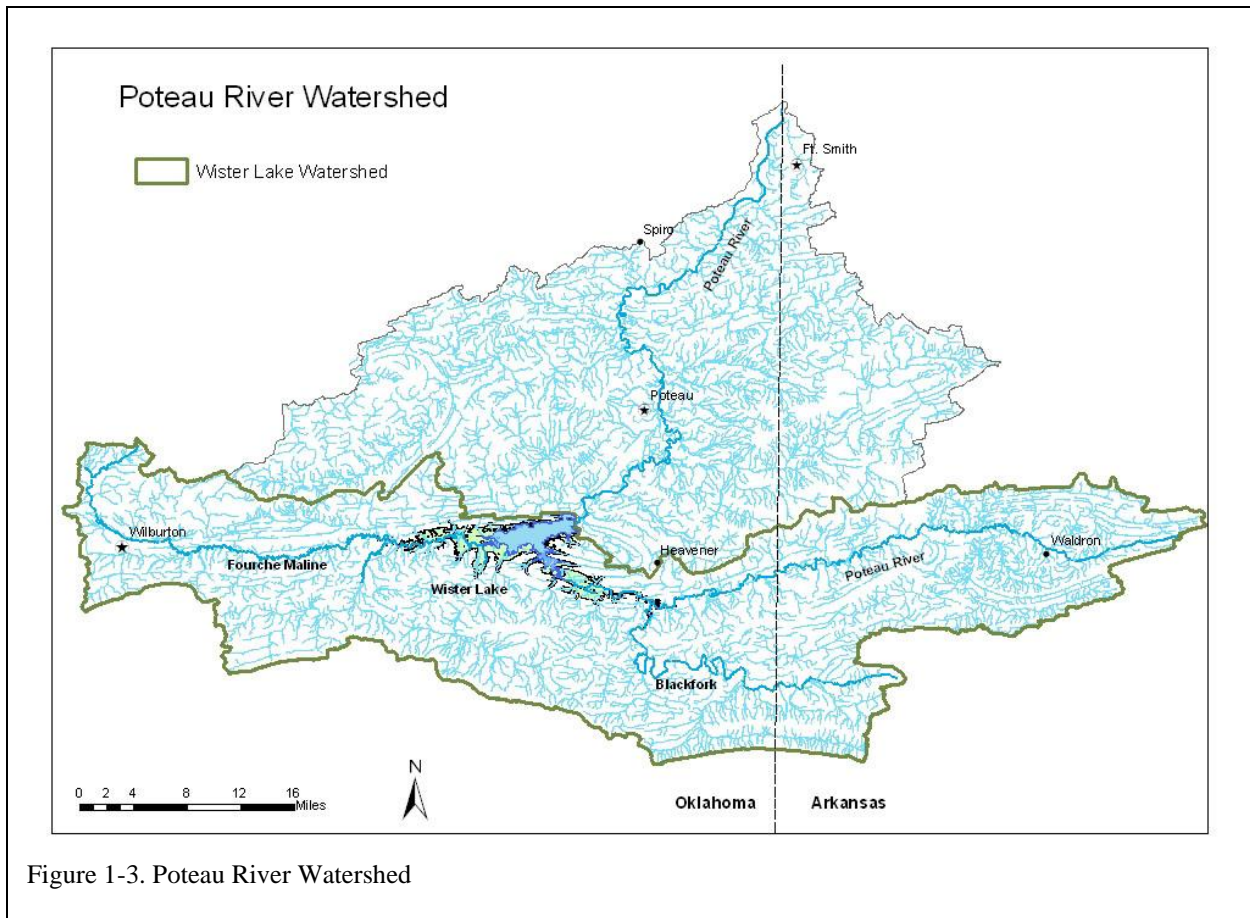 Poteau River Watershed
Wister Lake Watershed
Ft. Smith
Spiro
Poteau River
Poteau
Wilburton
Heavener
Waldron
Fourche Maline
Poteau River
Wister Lake
Blackfork
N
0 2 4 8 12 16
Miles
Oklahoma
Arkansas
Figure 1-3. Poteau River Watershed